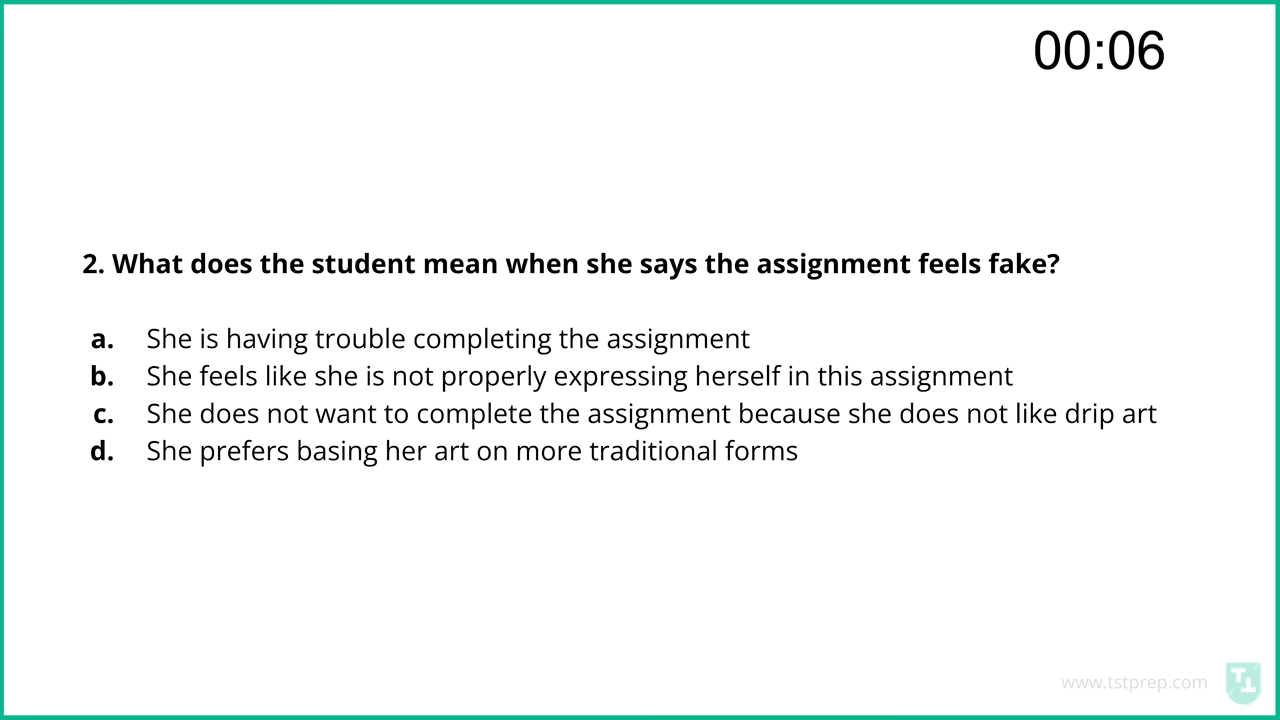 00:06
2. What does the student mean when she says the assignment feels fake?
a. She is having trouble completing the assignment
b. She feels like she is not properly expressing herself in this assignment
c. She does not want to complete the assignment because she does not like drip art
d. She prefers basing her art on more traditional forms
www.tstprep.com